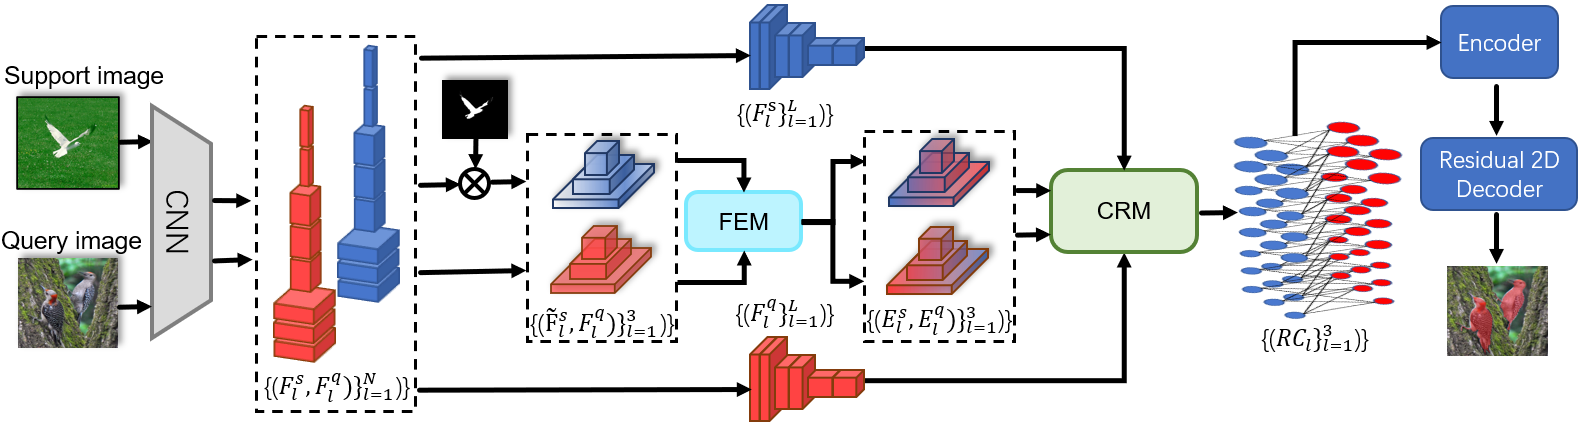 Support image
Query image
CNN
{(F_l^s, F_l^q)}_{l=1}^N)}
{(F_l^s}_{l=1}^L)}
{(F̃_l^s, F_l^q)}_{l=1}^3)}
FEM
{(F_l^q}_{l=1}^L)}
{(E_l^s, E_l^q)}_{l=1}^3)}
CRM
{(RC_l}_{l=1}^3)}
Encoder
Residual 2D
Decoder